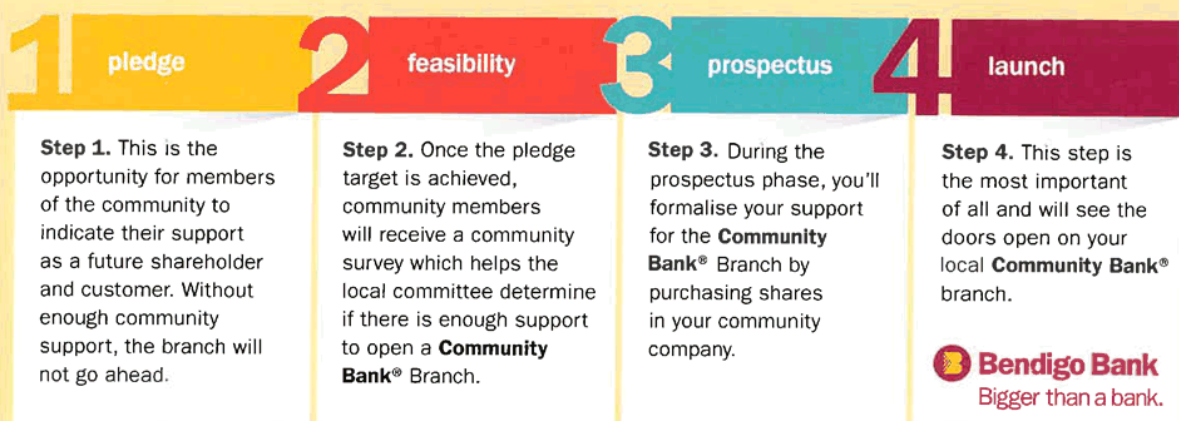 1 pledge
2 feasibility
3 prospectus
4 launch
Step 1. This is the
opportunity for members
of the community to
indicate their support
as a future shareholder
and customer. Without
enough community
support, the branch will
not go ahead.
Step 2. Once the pledge
target is achieved,
community members
will receive a community
survey which helps the
local committee determine
if there is enough support
to open a Community
Bank® Branch.
Step 3. During the
prospectus phase, you'll
formalise your support
for the Community
Bank® Branch by
purchasing shares
in your community
company.
Step 4. This step is
the most important
of all and will see the
doors open on your
local Community Bank®
branch.
B
Bendigo Bank
Bigger than a bank.